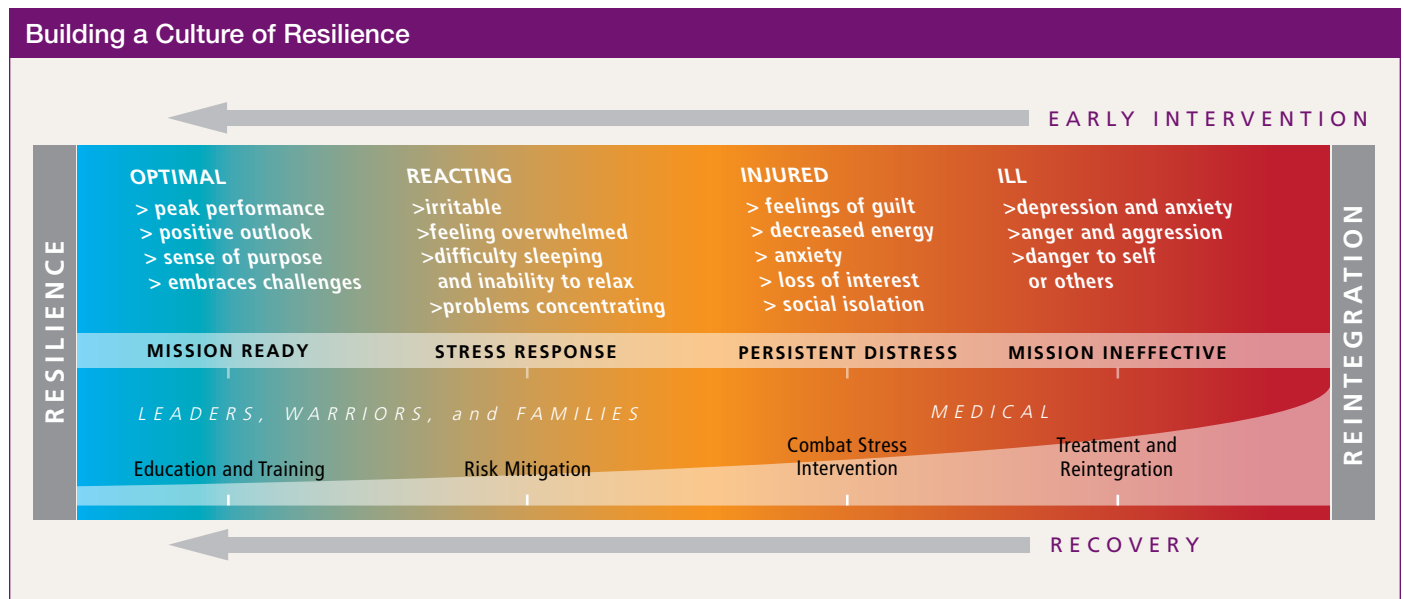 Building a Culture of Resilience
EARLY INTERVENTION
RESILIENCE
OPTIMAL
> peak performance
> positive outlook
> sense of purpose
> embraces challenges
REACTING
>irritable
>feeling overwhelmed
>difficulty sleeping
and inability to relax
>problems concentrating
INJURED
> feelings of guilt
> decreased energy
> anxiety
> loss of interest
> social isolation
ILL
>depression and anxiety
>anger and aggression
>danger to self
or others
REINTEGRATION
MISSION READY
STRESS RESPONSE
PERSISTENT DISTRESS
MISSION INEFFECTIVE
LEADERS, WARRIORS, and FAMILIES
MEDICAL
Education and Training
Risk Mitigation
Combat Stress
Intervention
Treatment and
Reintegration
RECOVERY